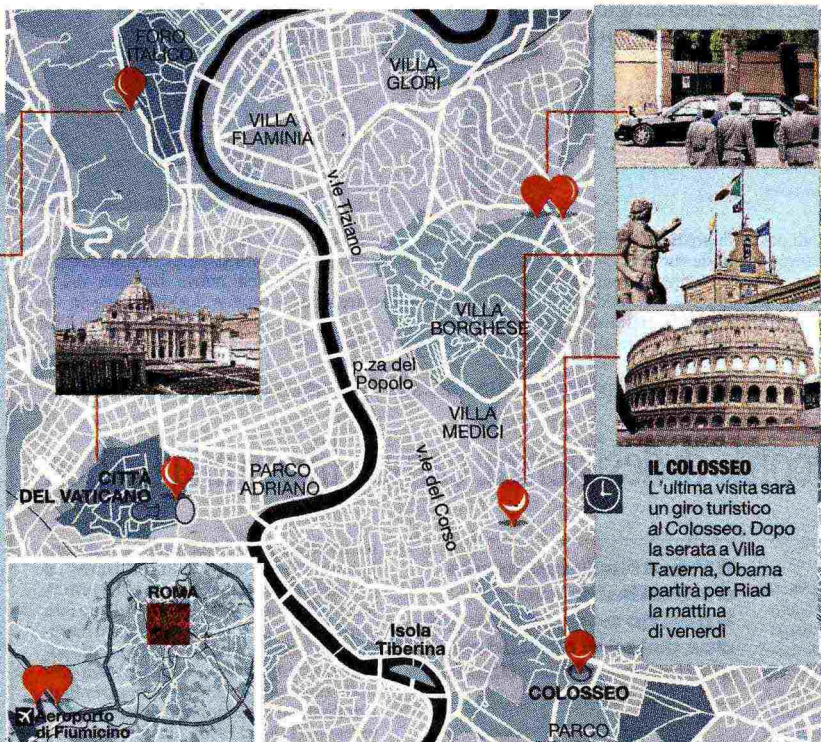 FORO
ITALICO
VILLA
GLORI
VILLA
FLAMINIA
v.le Tiziano
VILLA
BORGHESE
p.za del
Popolo
VILLA
MEDICI
CITTÀ
DEL VATICANO
PARCO
ADRIANO
v.le del Corso
IL COLOSSEO
L'ultima visita sarà
un giro turistico
al Colosseo. Dopo
la serata a Villa
Taverna, Obama
partirà per Riad
la mattina
di venerdì
ROMA
Isola
Tiberina
COLOSSEO
Aeroporto
di Fiumicino
PARCO